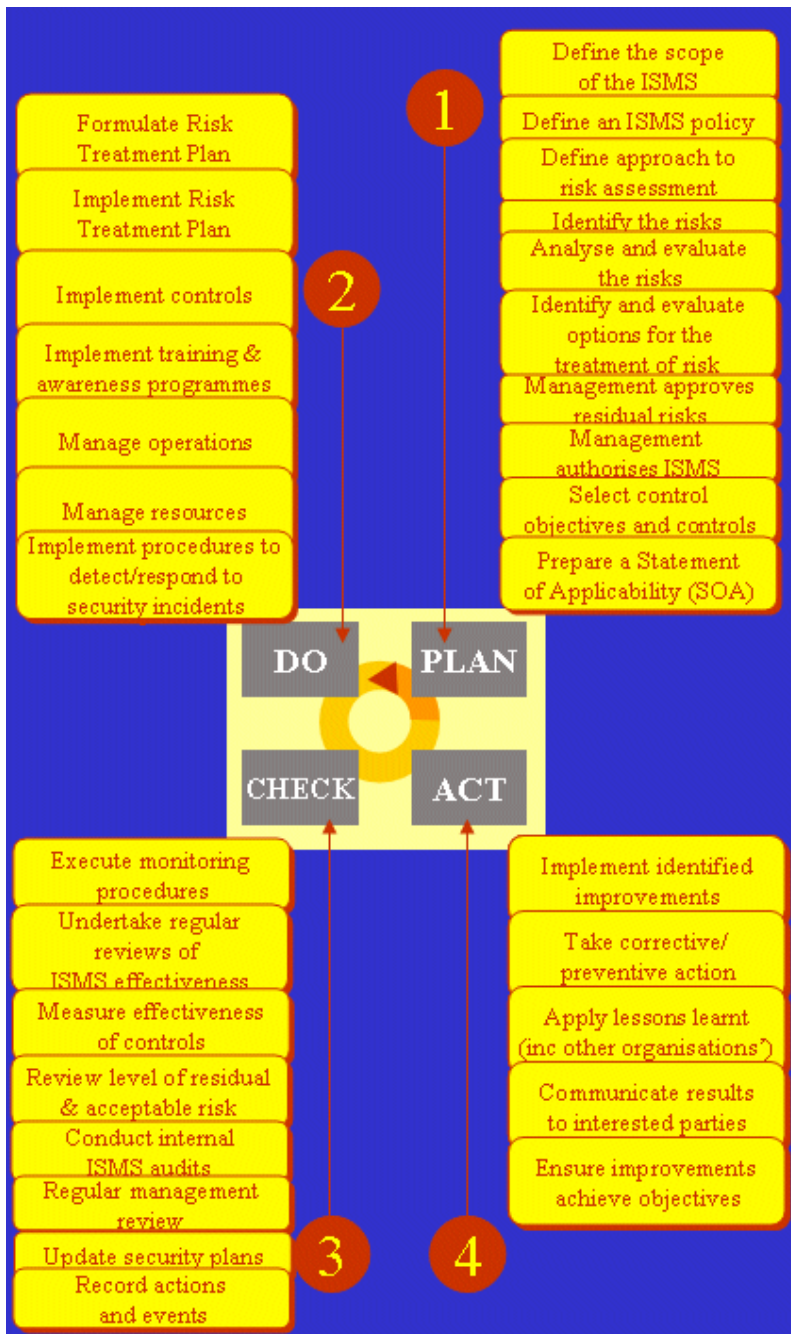 1
Define the scope
of the ISMS
Define an ISMS policy
Define approach to
risk assessment
Identify the risks
Analyse and evaluate
the risks
Identify and evaluate
options for the
treatment of risk
Management approves
residual risks
Management
authorises ISMS
Select control
objectives and controls
Prepare a Statement
of Applicability (SOA)
2
Formulate Risk
Treatment Plan
Implement Risk
Treatment Plan
Implement controls
Implement training &
awareness programmes
Manage operations
Manage resources
Implement procedures to
detect/respond to
security incidents
DO
PLAN
CHECK
ACT
Execute monitoring
procedures
Undertake regular
reviews of
ISMS effectiveness
Measure effectiveness
of controls
Review level of residual
& acceptable risk
Conduct internal
ISMS audits
Regular management
review
Update security plans
Record actions
and events
3
Implement identified
improvements
Take corrective/
preventive action
Apply lessons learnt
(inc other organisations’)
Communicate results
to interested parties
Ensure improvements
achieve objectives
4